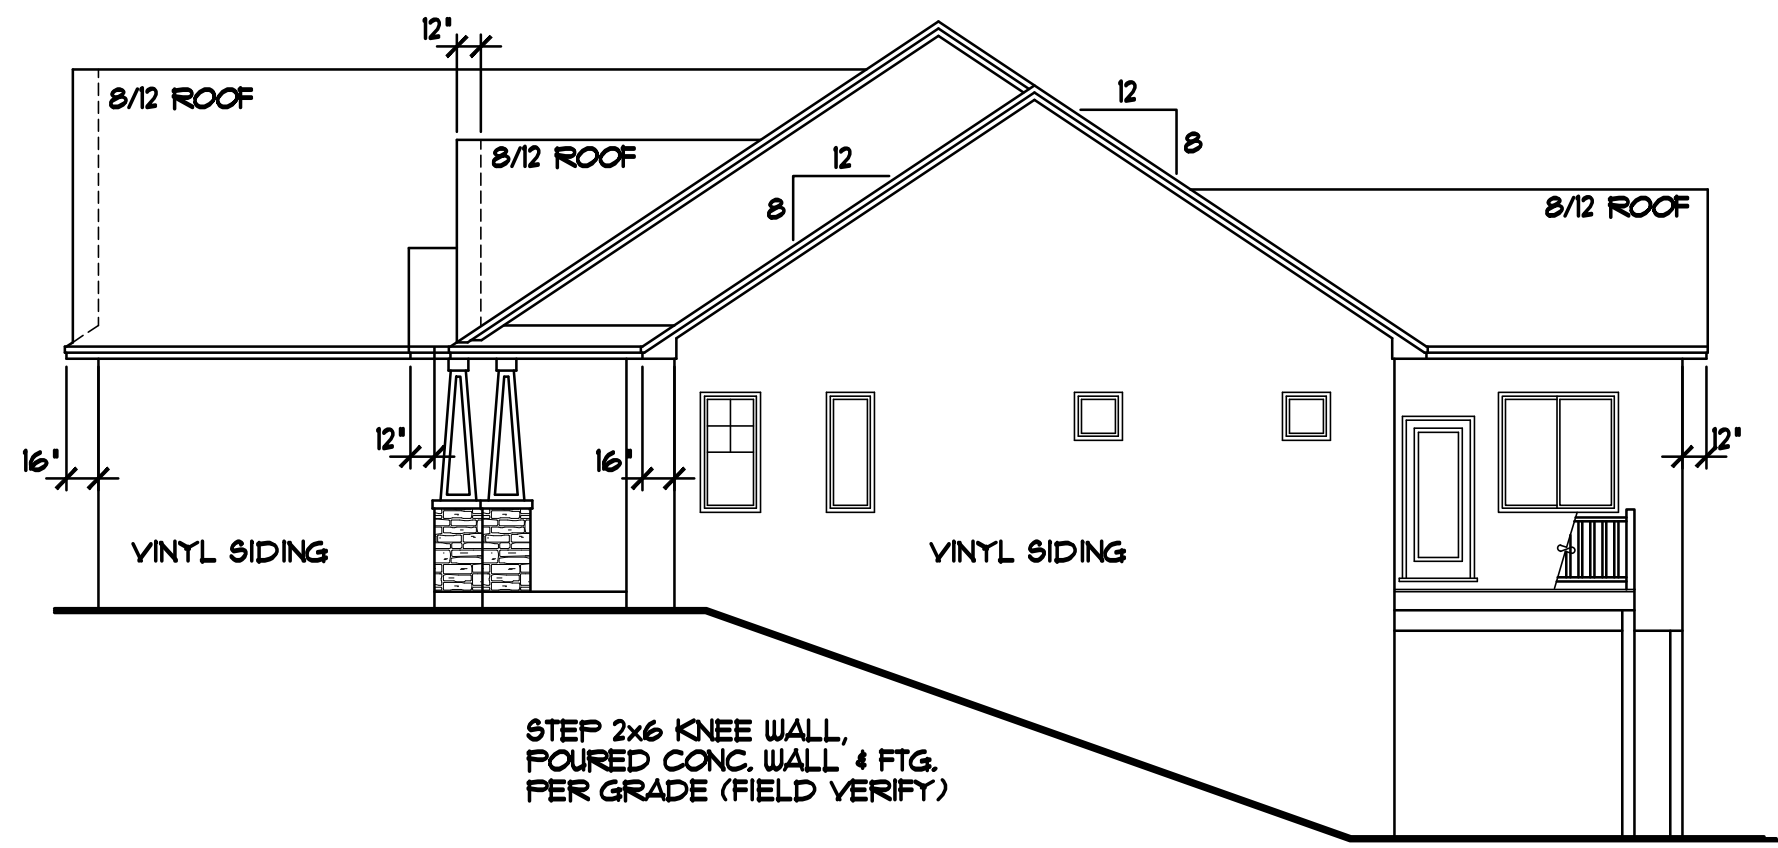 12"
12
8/12 ROOF
8
8/12 ROOF
12
8
8/12 ROOF
12"
12"
16"
16"
VINYL SIDING
VINYL SIDING
STEP 2x6 KNEE WALL,
POURED CONC. WALL & FTG.
PER GRADE (FIELD VERIFY)